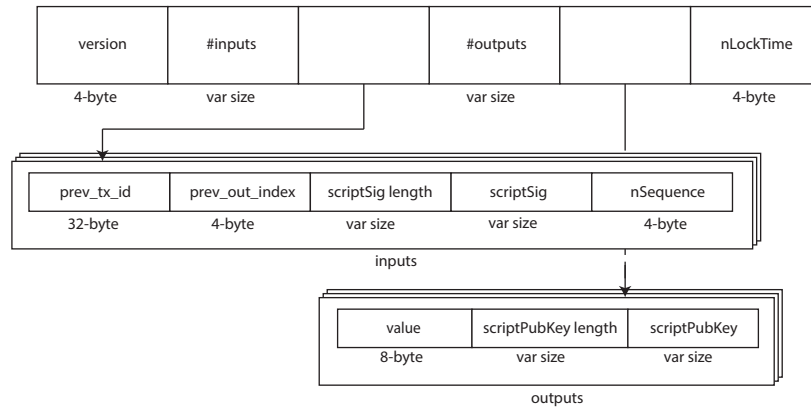 version #inputs #outputs nLockTime
4-byte var size var size 4-byte
prev_tx_id prev_out_index scriptSig length scriptSig nSequence
32-byte 4-byte var size var size 4-byte
inputs
value scriptPubKey length scriptPubKey
8-byte var size var size
outputs